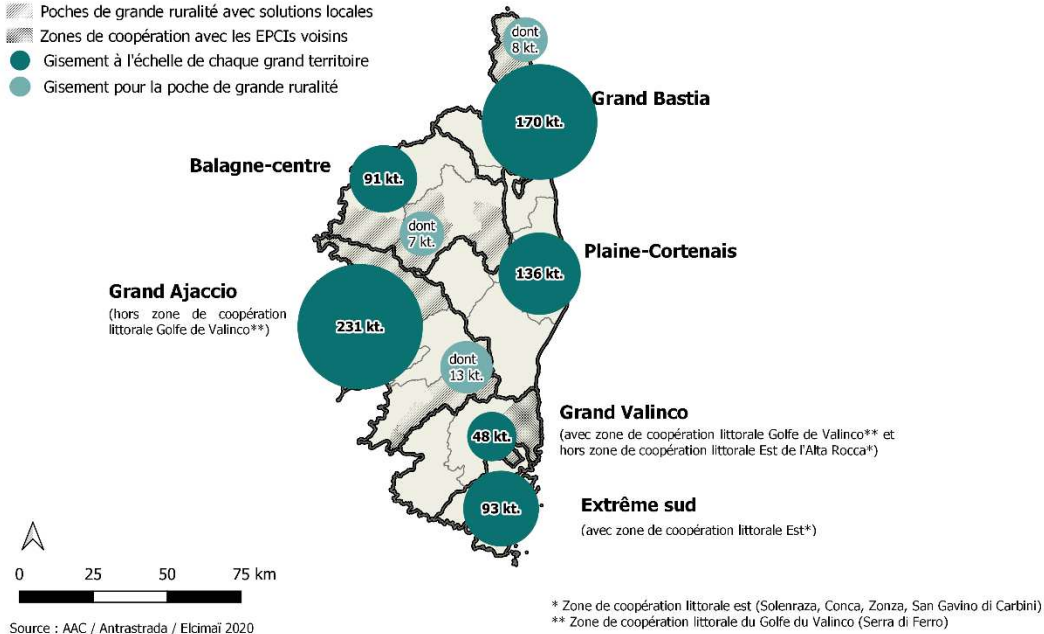 Poches de grande ruralité avec solutions locales
Zones de coopération avec les EPCIs voisins
Gisement à l'échelle de chaque grand territoire
Gisement pour la poche de grande ruralité
dont
8 kt.
Grand Bastia
170 kt.
Balagne-centre
91 kt.
dont
7 kt.
Plaine-Cortenais
136 kt.
Grand Ajaccio
(hors zone de coopération
littorale Golfe de Valinco**)
231 kt.
dont
13 kt.
Grand Valinco
(avec zone de coopération littorale Golfe de Valinco** et
hors zone de coopération littorale Est de l'Alta Rocca*)
48 kt.
Extrême sud
(avec zone de coopération littorale Est*)
93 kt.
0 25 50 75 km
Source : AAC / Antrastrada / Elcimaï 2020
* Zone de coopération littorale est (Solenraza, Conca, Zonza, San Gavino di Carbini)
** Zone de coopération littorale du Golfe du Valinco (Serra di Ferro)